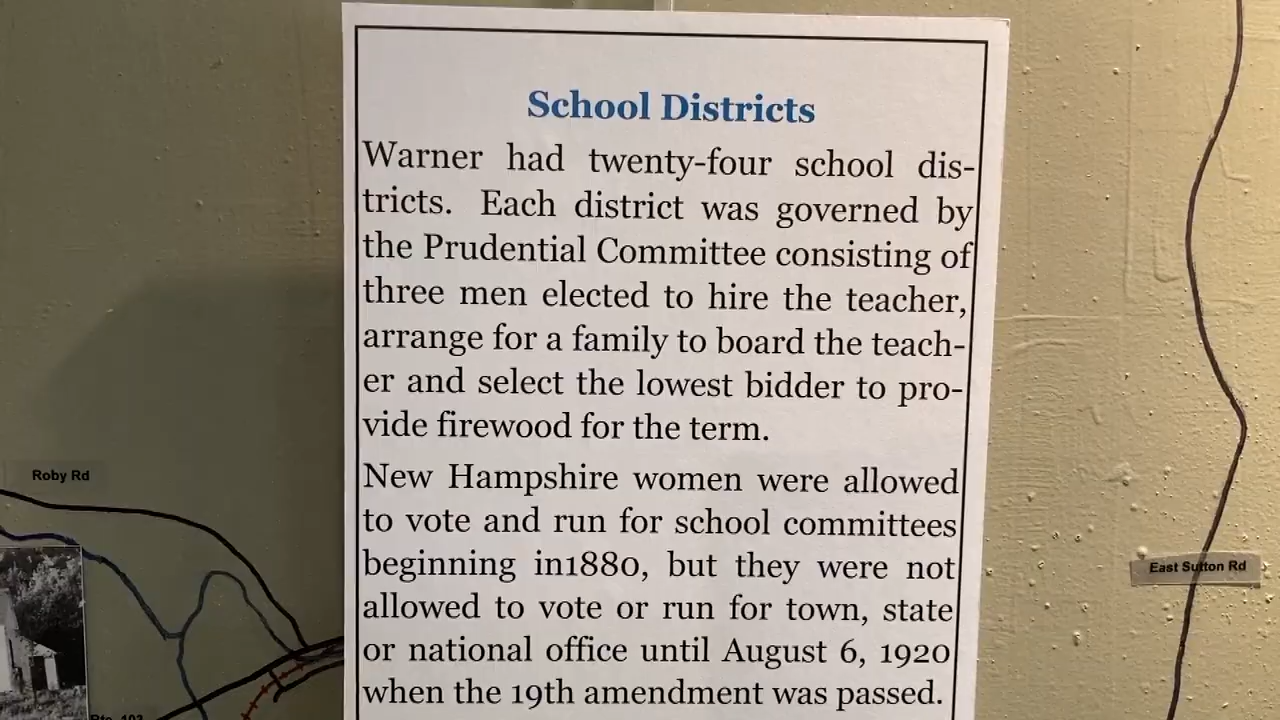 School Districts
Warner had twenty-four school dis-
tricts. Each district was governed by
the Prudential Committee consisting of
three men elected to hire the teacher,
arrange for a family to board the teach-
er and select the lowest bidder to pro-
vide firewood for the term.
New Hampshire women were allowed
to vote and run for school committees
beginning in1880, but they were not
allowed to vote or run for town, state
or national office until August 6, 1920
when the 19th amendment was passed.
Roby Rd
East Sutton Rd
Rte. 103